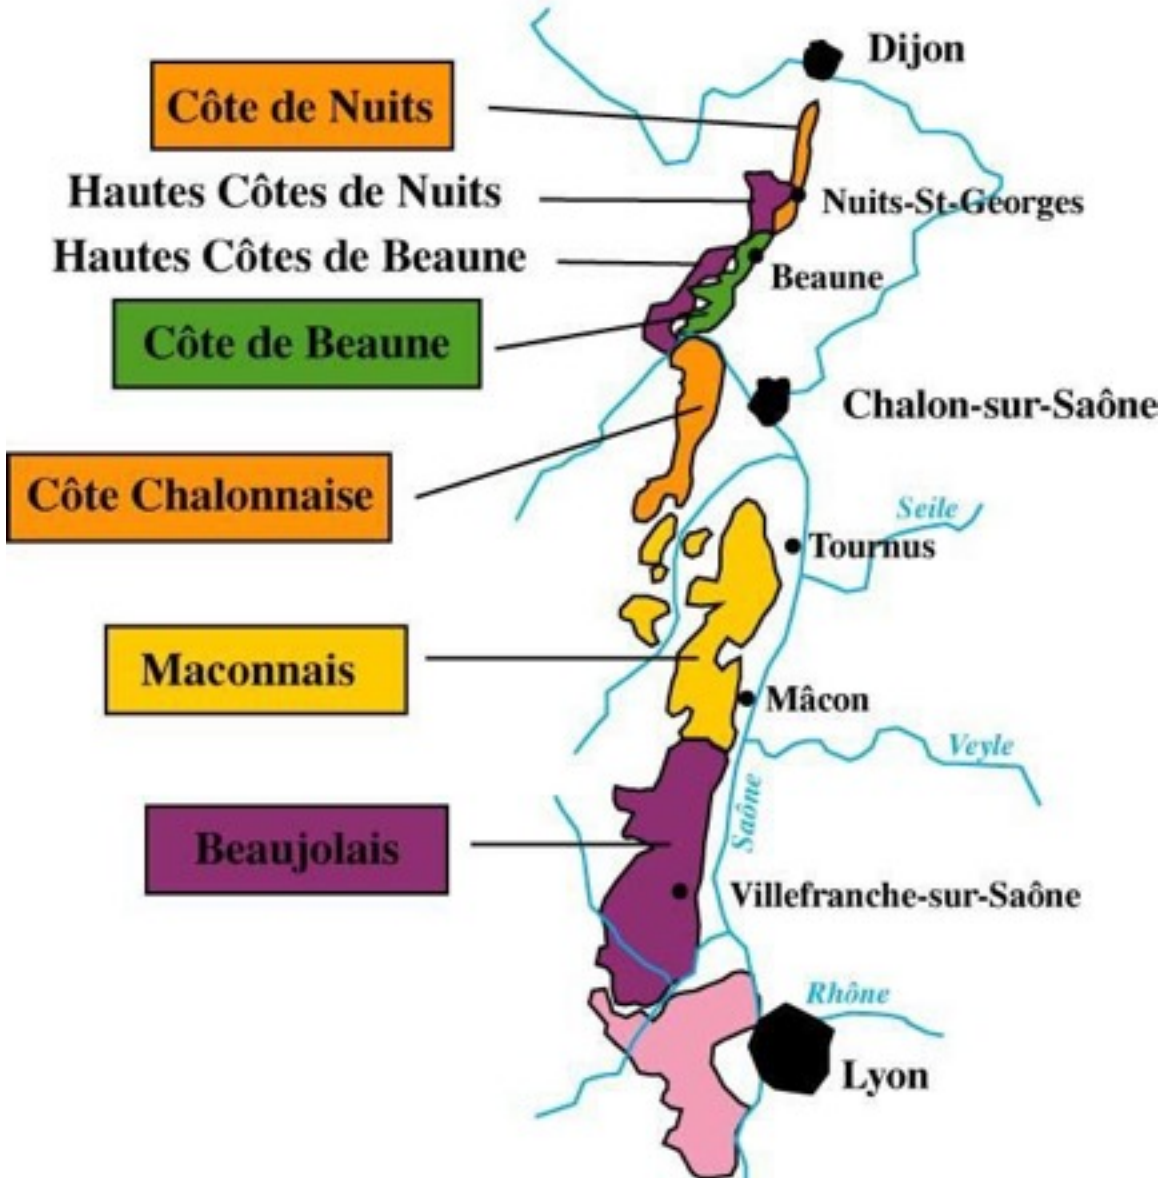 Dijon
Côte de Nuits
Hautes Côtes de Nuits
Nuits-St-Georges
Hautes Côtes de Beaune
Beaune
Côte de Beaune
Chalon-sur-Saône
Côte Chalonnaise
Seile
Tournus
Maconnais
Mâcon
Veyle
Saône
Beaujolais
Villefranche-sur-Saône
Rhône
Lyon